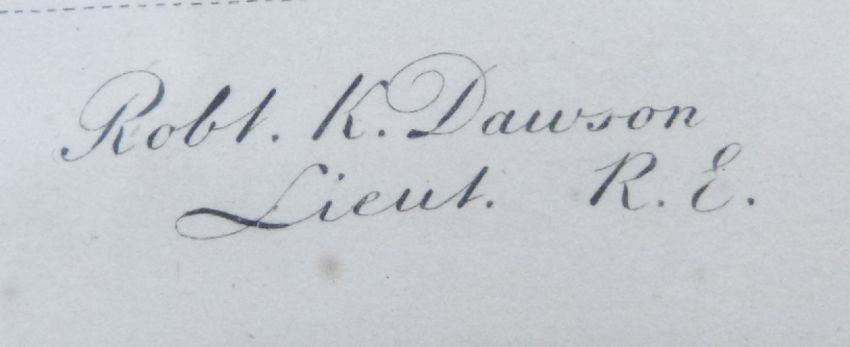 Robt. K. Dawson
Lieut. R. E.